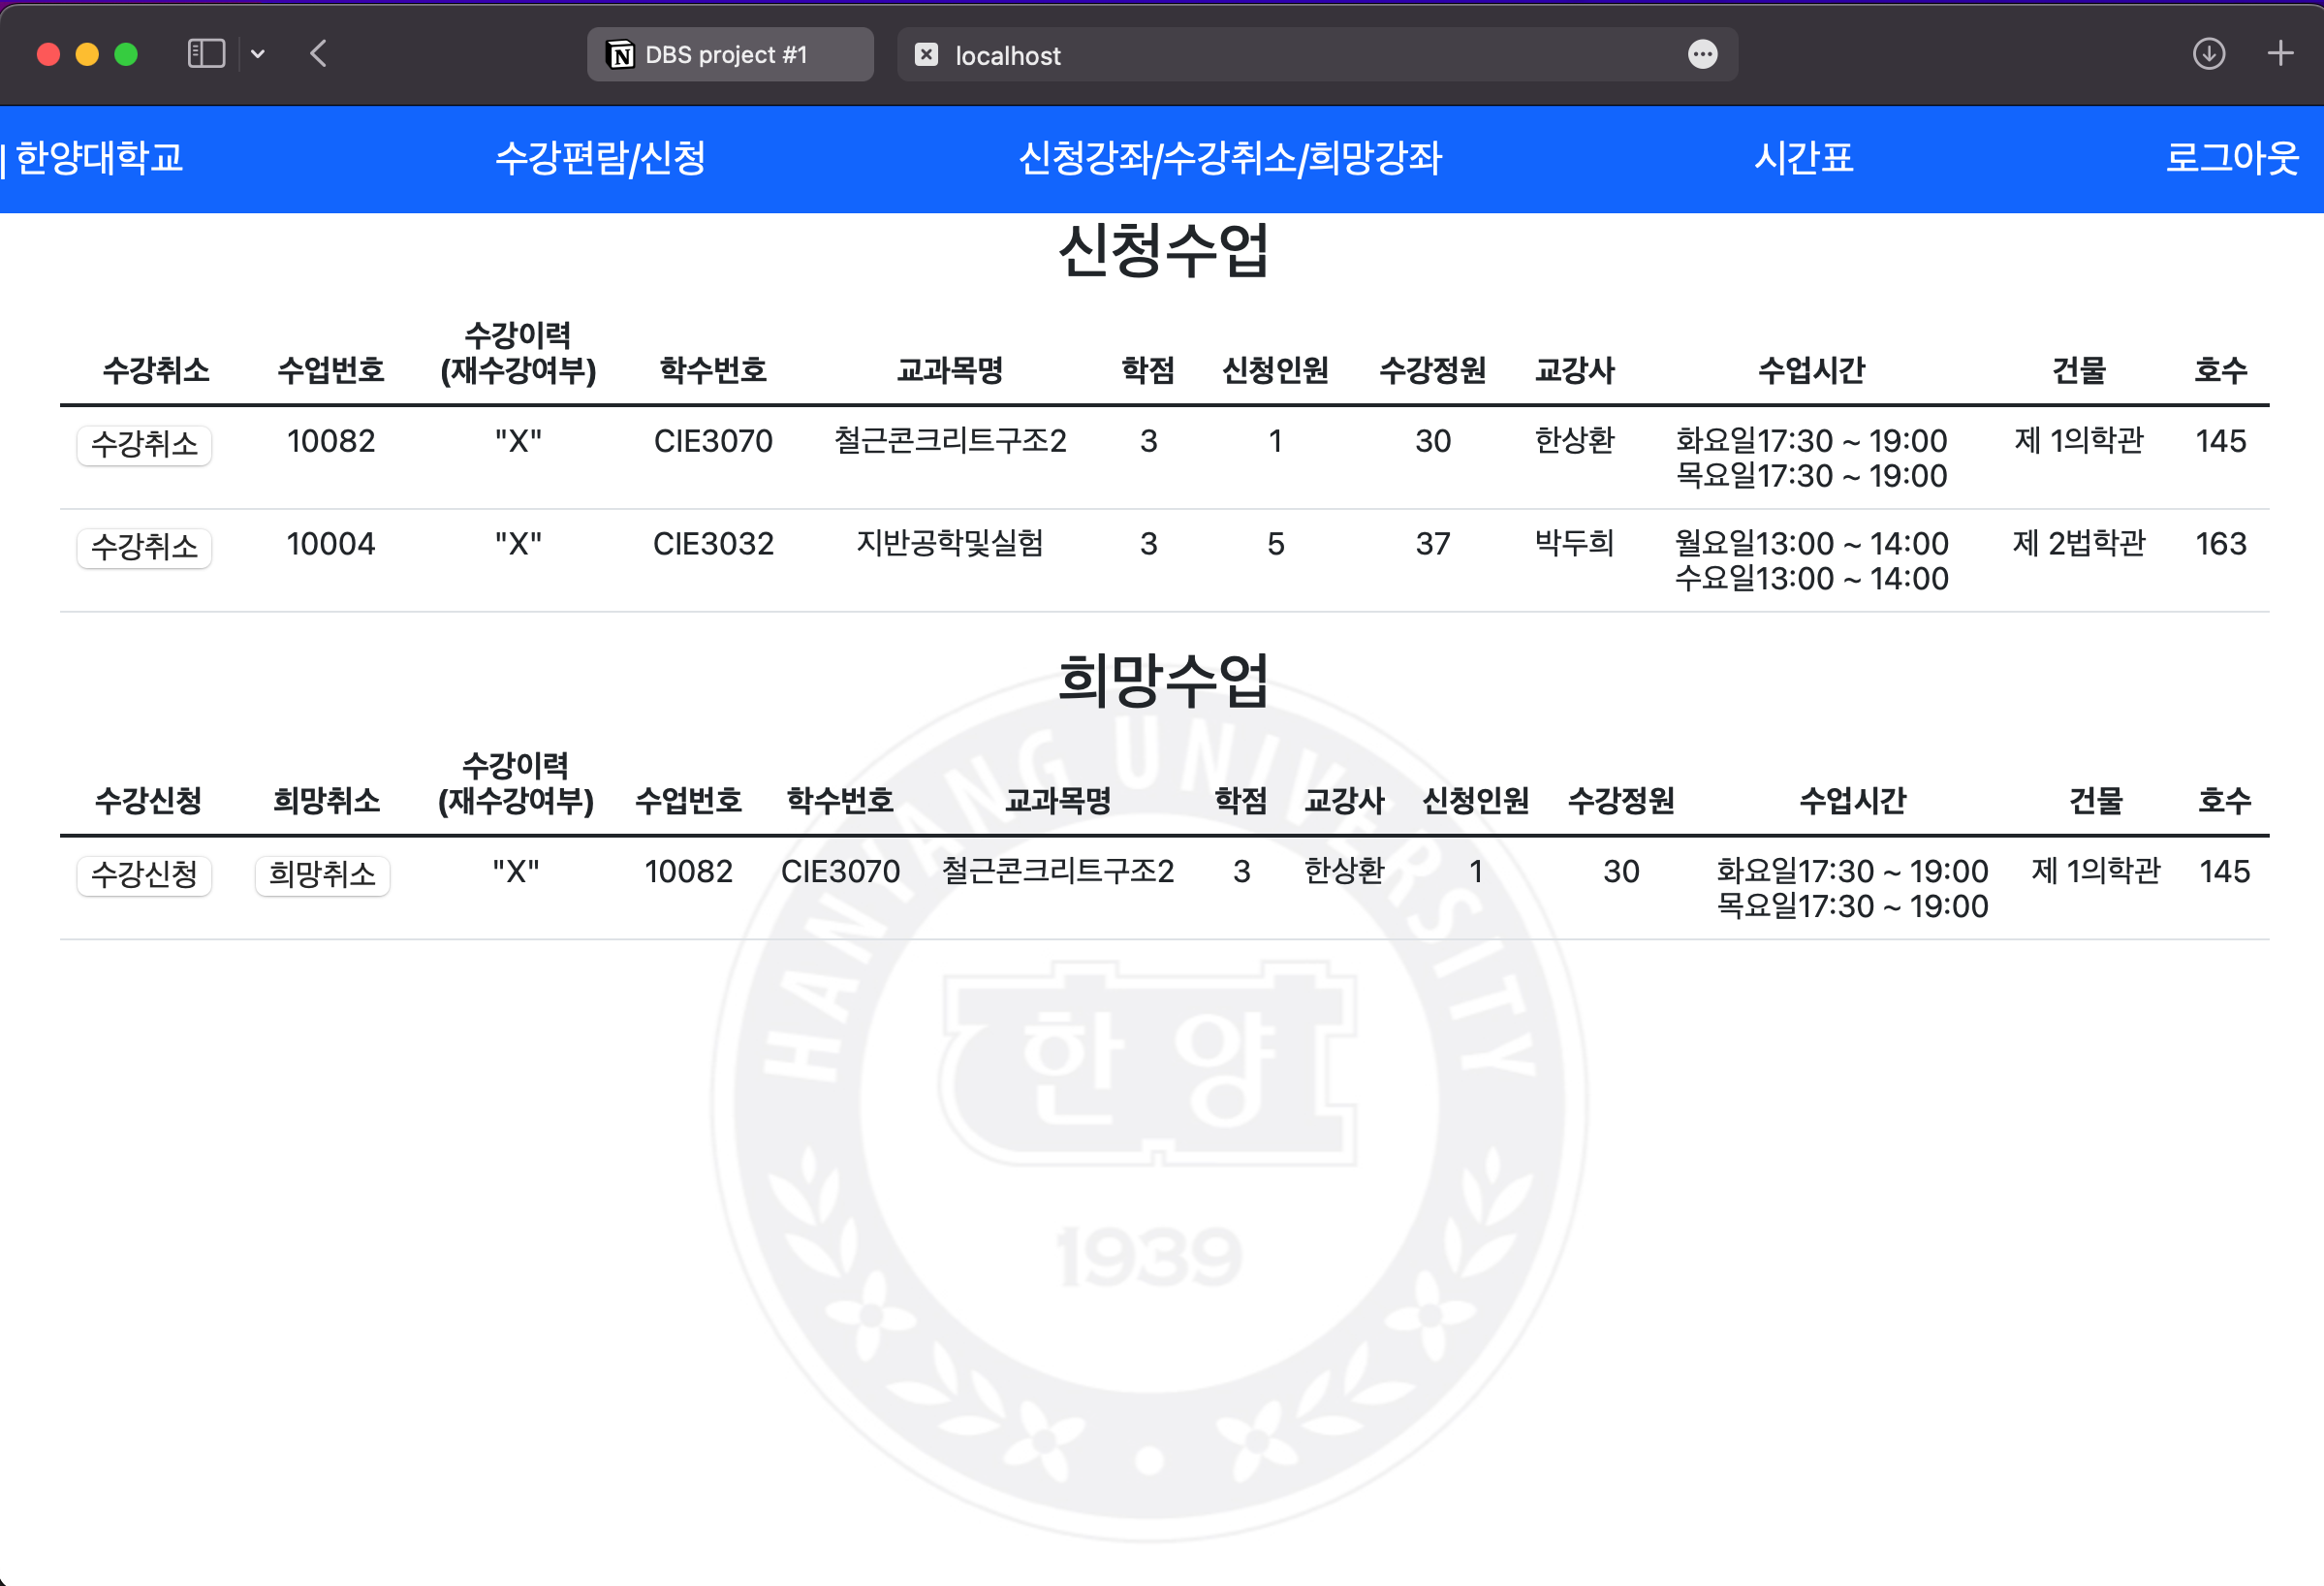 DBS project #1
localhost
한양대학교 수강편람/신청 신청강좌/수강취소/희망강좌 시간표 로그아웃
신청수업
수강취소 수업번호 수강이력 (재수강여부) 학수번호 교과목명 학점 신청인원 수강정원 교강사 수업시간 건물 호수
수강취소 10082 "X" CIE3070 철근콘크리트구조2 3 1 30 한상환 화요일17:30 ~ 19:00 제 1의학관 145
목요일17:30 ~ 19:00
수강취소 10004 "X" CIE3032 지반공학및실험 3 5 37 박두희 월요일13:00 ~ 14:00 제 2법학관 163
수요일13:00 ~ 14:00
희망수업
수강신청 희망취소 수강이력 (재수강여부) 수업번호 학수번호 교과목명 학점 교강사 신청인원 수강정원 수업시간 건물 호수
수강신청 희망취소 "X" 10082 CIE3070 철근콘크리트구조2 3 한상환 1 30 화요일17:30 ~ 19:00 제 1의학관 145
목요일17:30 ~ 19:00
HANYANG UNIVERSITY
한양
1939